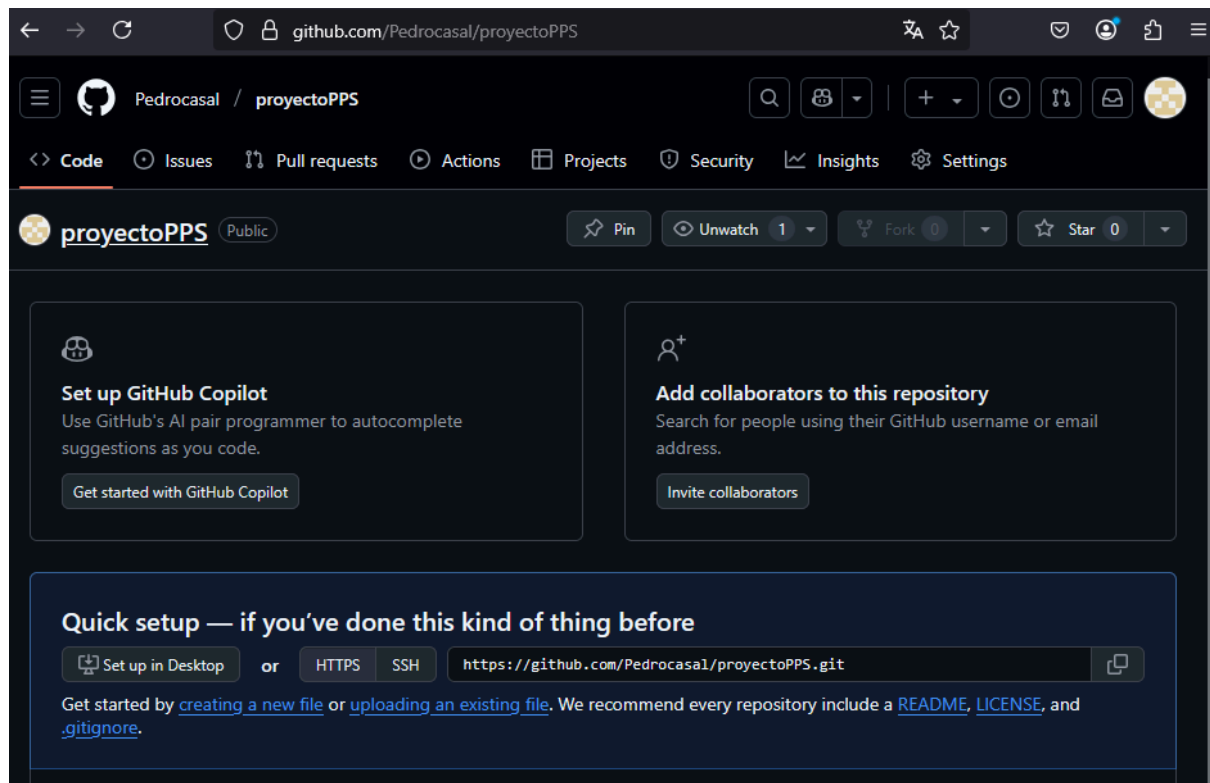 github.com/Pedrocasal/proyectoPPS
Pedrocasal / proyectoPPS
Code Issues Pull requests Actions Projects Security Insights Settings
proyectoPPS Public Pin Unwatch 1 Fork 0 Star 0
Set up GitHub Copilot
Use GitHub's AI pair programmer to autocomplete
suggestions as you code.
Get started with GitHub Copilot
Add collaborators to this repository
Search for people using their GitHub username or email
address.
Invite collaborators
Quick setup — if you've done this kind of thing before
Set up in Desktop or HTTPS SSH https://github.com/Pedrocasal/proyectoPPS.git
Get started by creating a new file or uploading an existing file. We recommend every repository include a README, LICENSE, and
.gitignore.